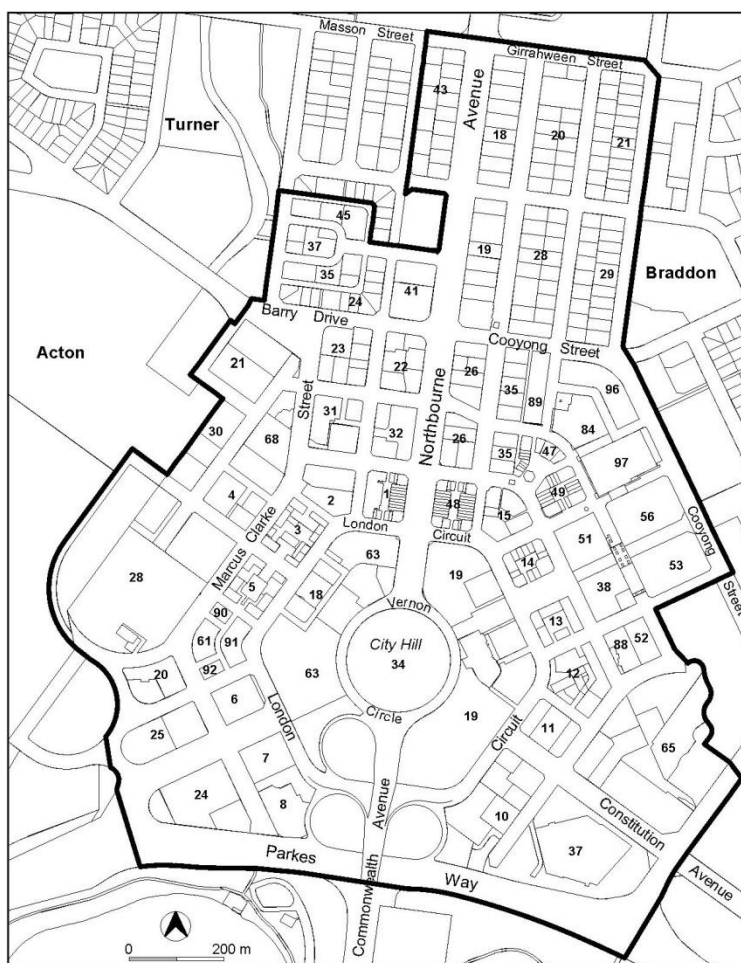 Masson Street
Girrahween Street
43
Avenue
18
20
21
Turner
45
37
35
24
41
19
28
29
Braddon
Barry Drive
Cooyong Street
Acton
21
23
22
26
35
89
96
Street
31
32
Northbourne
26
35
47
84
97
30
68
4
2
1
48
15
49
56
Cooyong
Street
London Circuit
Marcus Clarke
3
63
19
14
51
53
28
5
18
Vernon
38
90
13
City Hill
34
61
91
92
88
52
12
20
63
6
London
Circle
19
Circuit
11
25
65
7
24
8
Avenue
10
Constitution
37
Parkes
Way
Commonwealth
Avenue
0
200 m